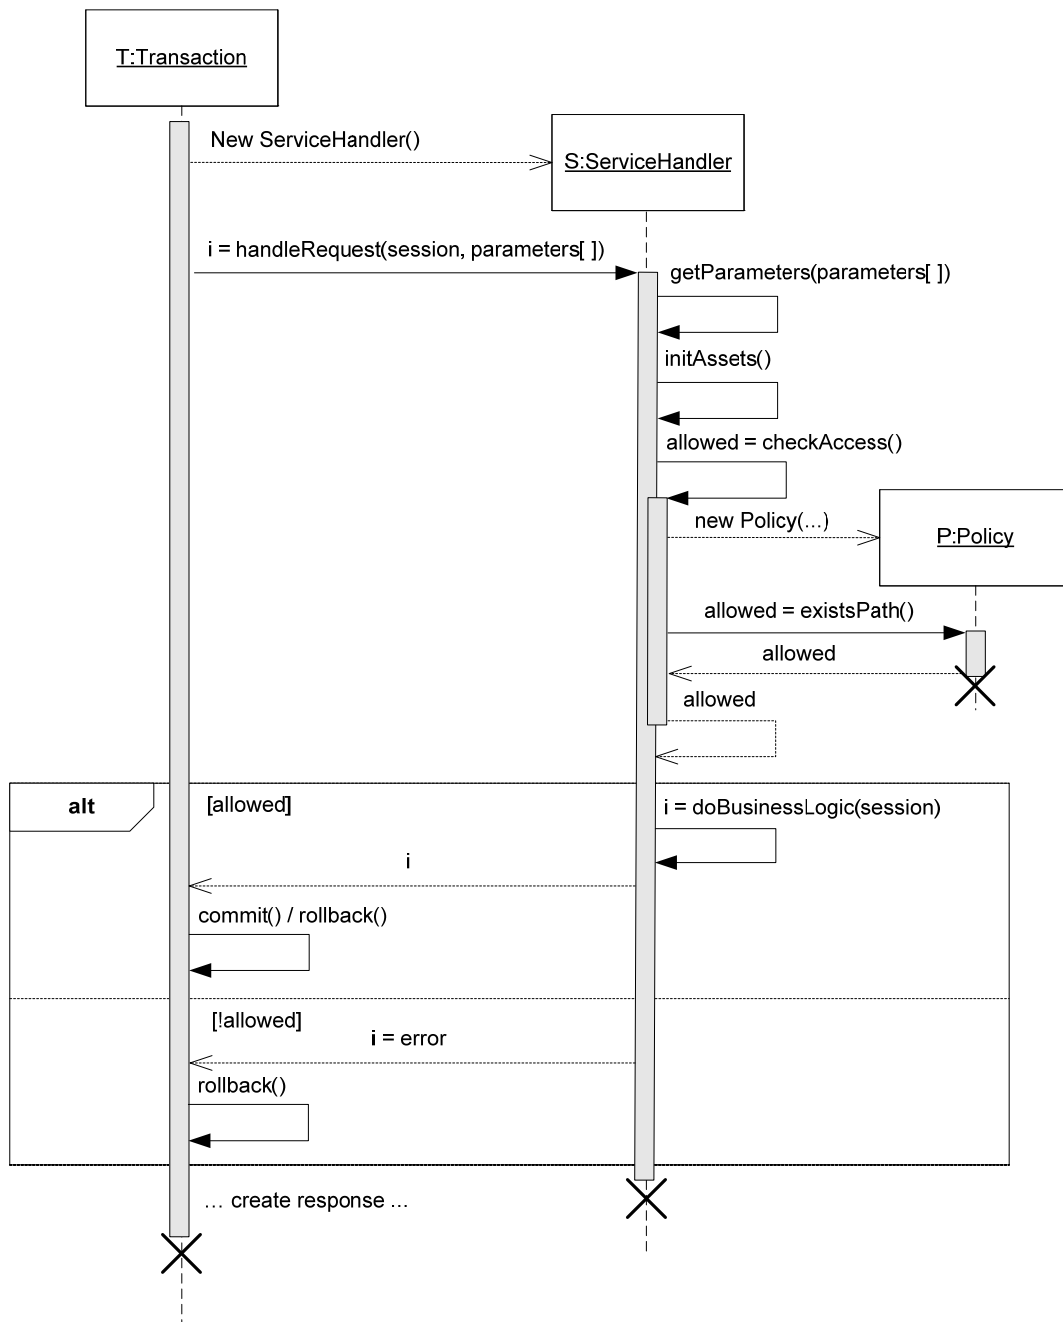 T:Transaction
New ServiceHandler()
S:ServiceHandler
i = handleRequest(session, parameters[ ])
getParameters(parameters[ ])
initAssets()
allowed = checkAccess()
new Policy(...)
P:Policy
allowed = existsPath()
allowed
allowed
alt
[allowed]
i = doBusinessLogic(session)
i
commit() / rollback()
[!allowed]
i = error
rollback()
... create response ...